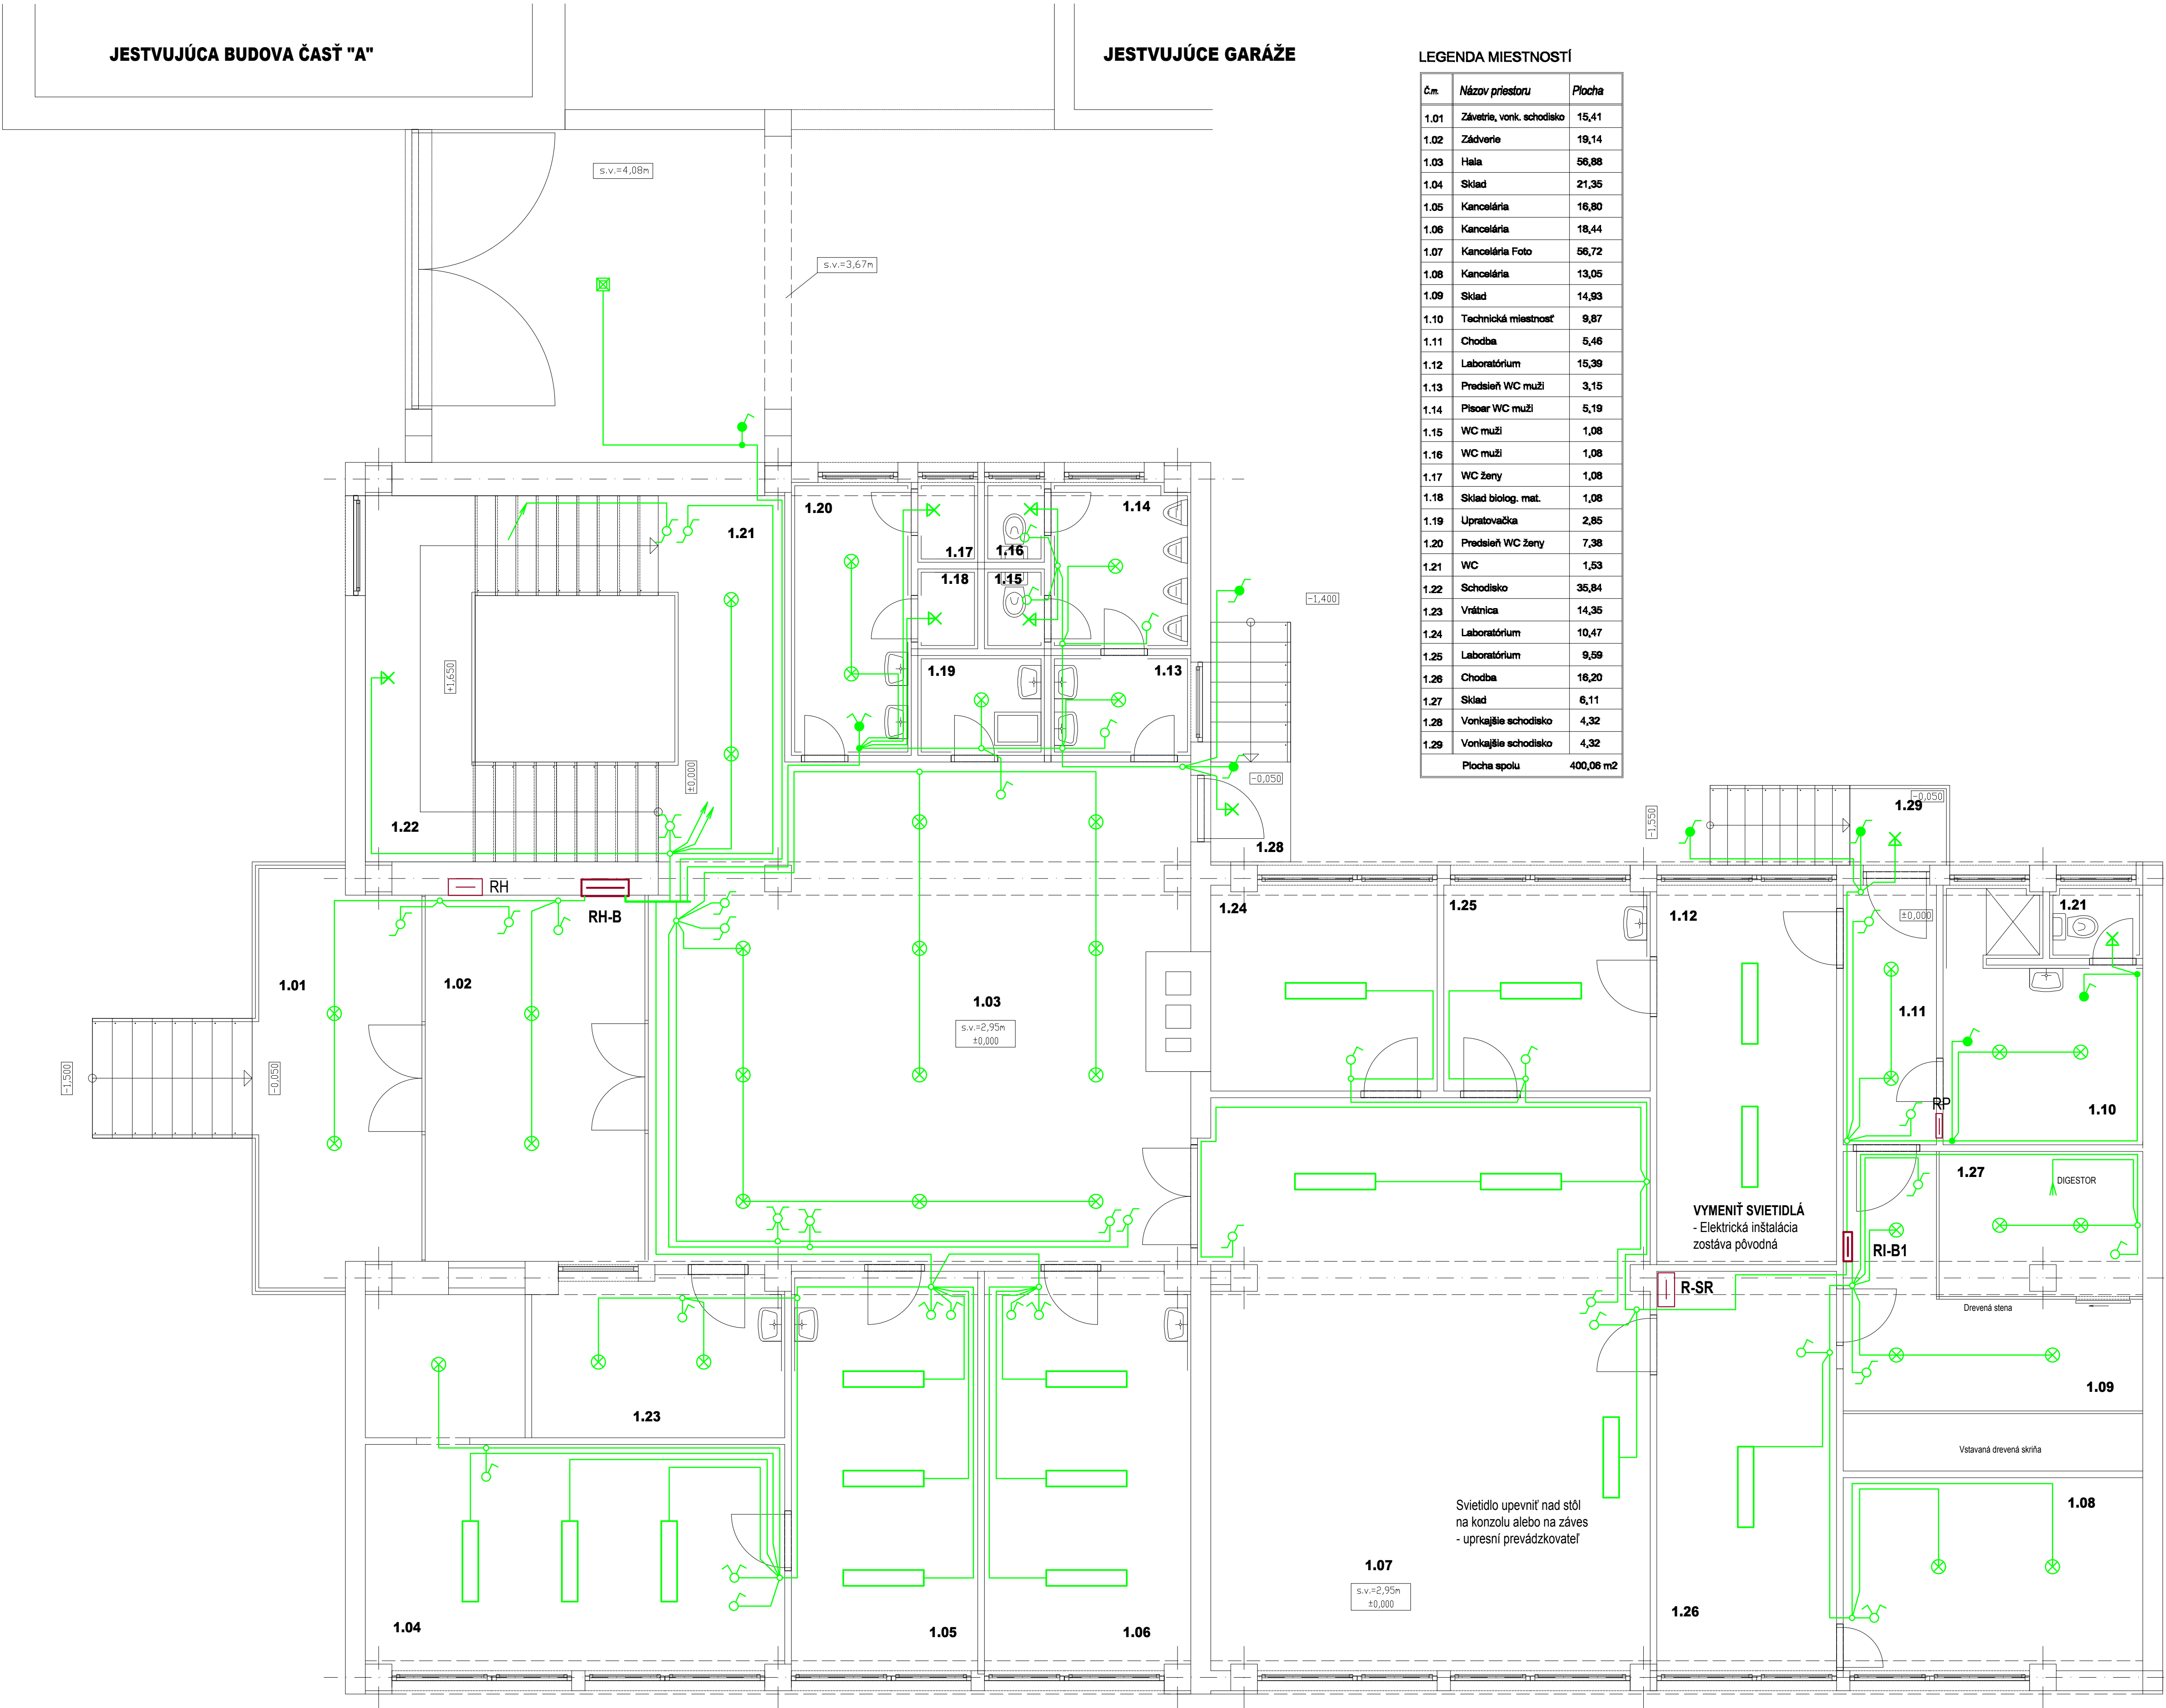 JESTVUJÚCA BUDOVA ČASŤ "A"
JESTVUJÚCE GARÁŽE
LEGENDA MIESTNOSTÍ
Č.m. Názov priestoru Plocha
1.01 Závetrie, vonk. schodisko 15,41
1.02 Zádverie 19,14
1.03 Hala 56,88
1.04 Sklad 21,35
1.05 Kancelária 16,80
1.06 Kancelária 18,44
1.07 Kancelária Foto 56,72
1.08 Kancelária 13,05
1.09 Sklad 14,93
1.10 Technická miestnosť 9,87
1.11 Chodba 5,46
1.12 Laboratórium 15,39
1.13 Predsieň WC muži 3,15
1.14 Pisoar WC muži 5,19
1.15 WC muži 1,08
1.16 WC muži 1,08
1.17 WC ženy 1,08
1.18 Sklad biolog. mat. 1,08
1.19 Upratovačka 2,85
1.20 Predsieň WC ženy 7,38
1.21 WC 1,53
1.22 Schodisko 35,84
1.23 Vrátnica 14,35
1.24 Laboratórium 10,47
1.25 Laboratórium 9,59
1.26 Chodba 16,20
1.27 Sklad 6,11
1.28 Vonkajšie schodisko 4,32
1.29 Vonkajšie schodisko 4,32
Plocha spolu 400,06 m2
s.v.=4,08m
s.v.=3,67m
1.20
1.14
1.21
1.17
1.16
1.18
1.15
-1,400
1.19
1.13
+1,650
±0,000
-0,050
1.22
1.28
-1,550
1.29
-0,050
RH
RH-B
1.24
1.25
1.12
±0,000
1.21
1.01
1.02
1.03
s.v.=2,95m
±0,000
1.11
-1,500
-0,050
RP
1.10
1.27
DIGESTOR
VYMENIŤ SVIETIDLÁ
- Elektrická inštalácia
zostáva pôvodná
RI-B1
R-SR
Drevená stena
1.09
1.23
Vstavaná drevená skriňa
Svietidlo upevniť nad stôl
na konzolu alebo na záves
- upresní prevádzkovateľ
1.08
1.07
s.v.=2,95m
±0,000
1.04
1.05
1.06
1.26